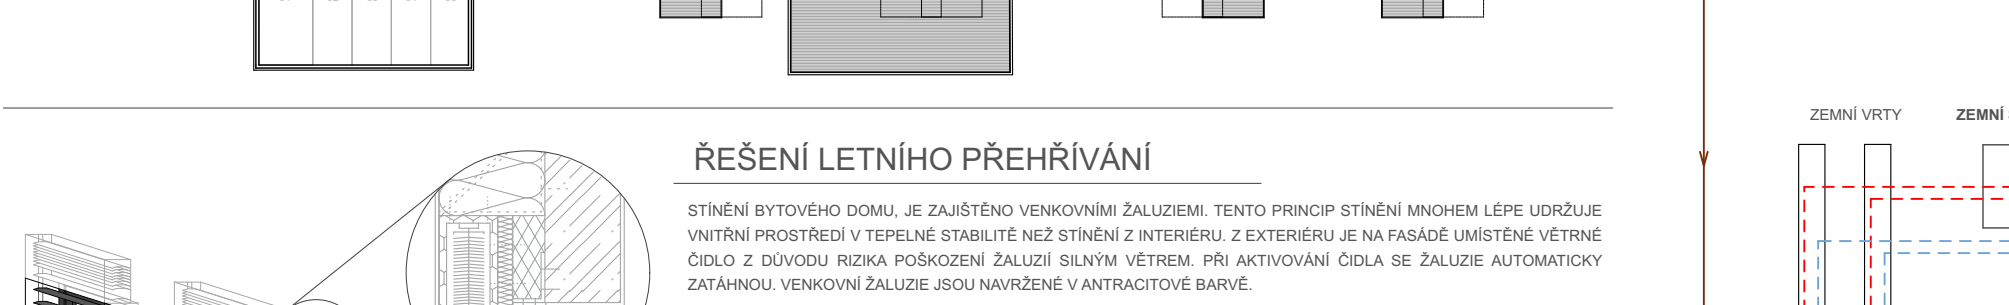 ŘEŠENÍ LETNÍHO PŘEHŘÍVÁNÍ
STÍNĚNÍ BYTOVÉHO DOMU, JE ZAJIŠTĚNO VENKOVNÍMI ŽALUZIEMI. TENTO PRINCIP STÍNĚNÍ MNOHEM LÉPE UDRŽUJE
VNITŘNÍ PROSTŘEDÍ V TEPELNÉ STABILITĚ NEŽ STÍNĚNÍ Z INTERIÉRU. Z EXTERIÉRU JE NA FASÁDĚ UMÍSTĚNÉ VĚTRNÉ
ČIDLO Z DŮVODU RIZIKA POŠKOZENÍ ŽALUZIÍ SILNÝM VĚTREM. PŘI AKTIVOVÁNÍ ČIDLA SE ŽALUZIE AUTOMATICKY
ZATÁHNOU. VENKOVNÍ ŽALUZIE JSOU NAVRŽENÉ V ANTRACITOVÉ BARVĚ.
ZEMNÍ VRTY
ZEMNÍ